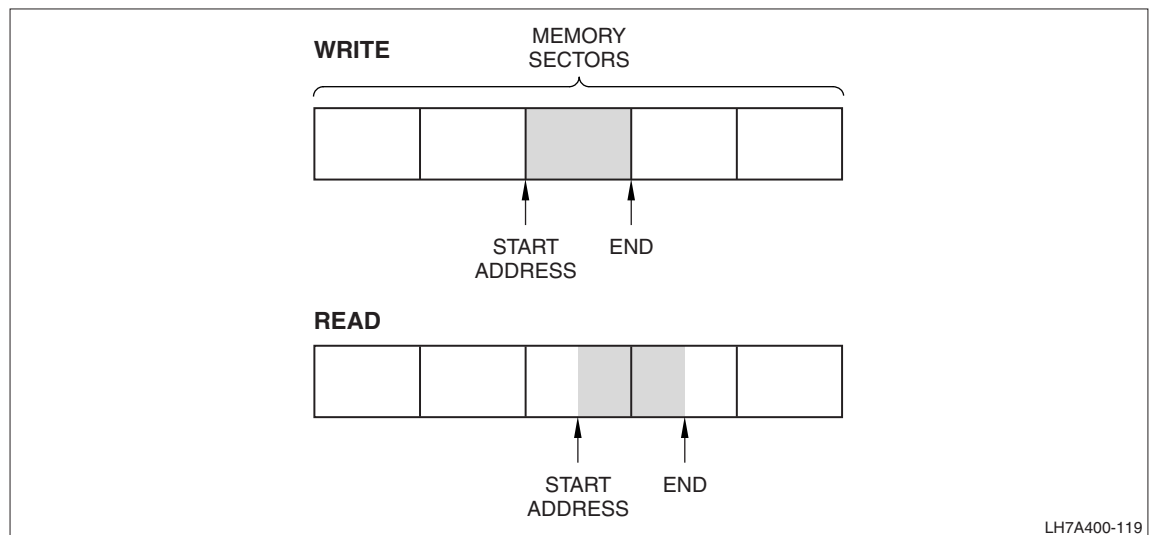 WRITE
MEMORY
SECTORS
START
ADDRESS
END
READ
START
ADDRESS
END
LH7A400-119